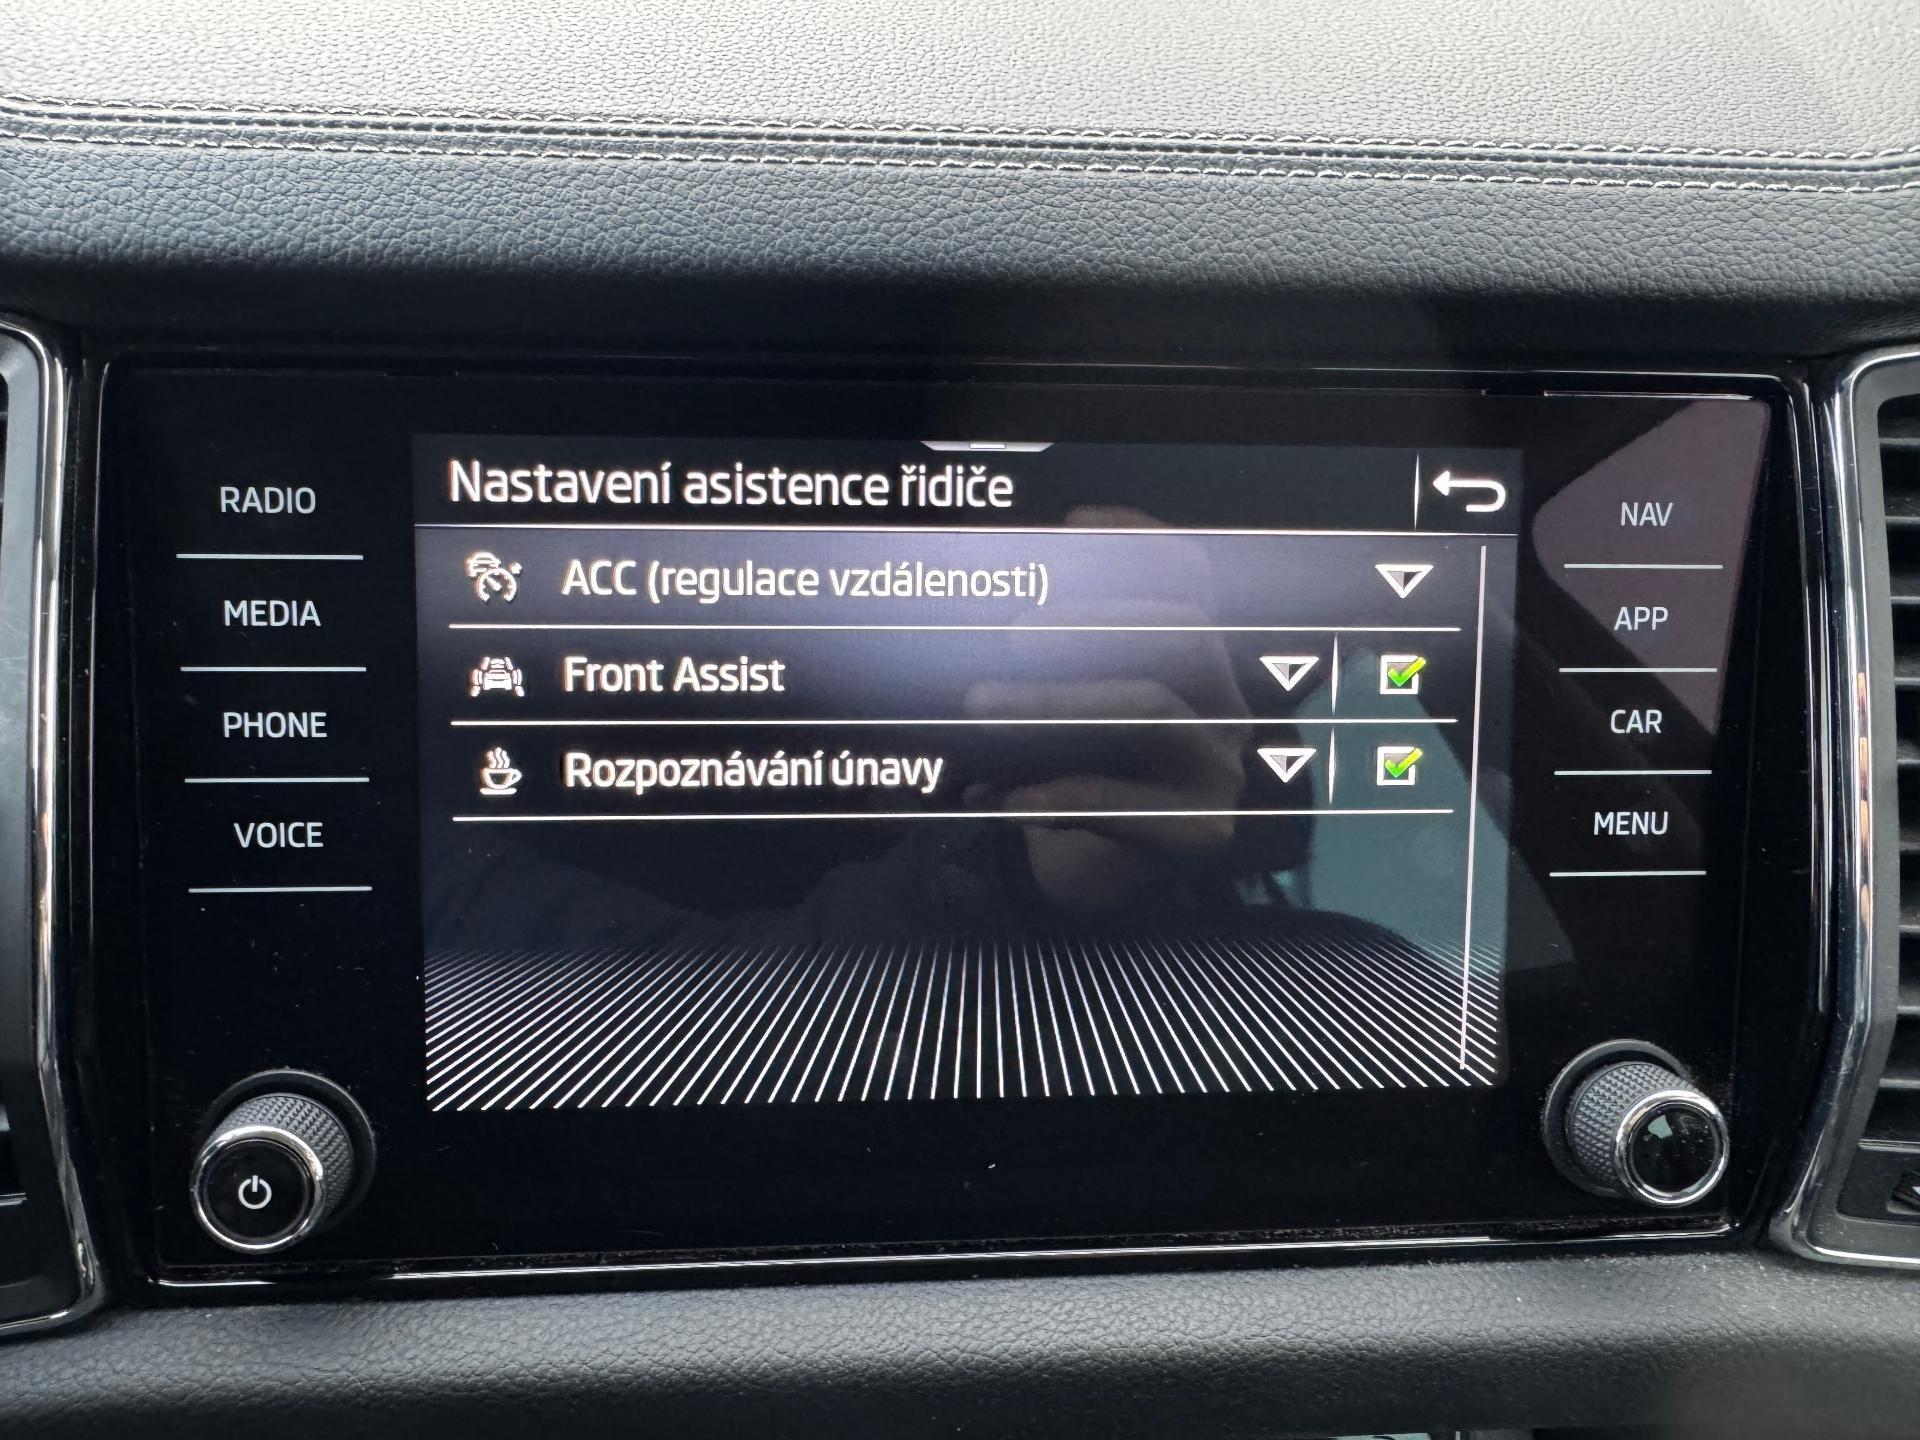 Nastavení asistence řidiče
ACC (regulace vzdálenosti)
Front Assist
Rozpoznávání únavy
RADIO
MEDIA
PHONE
VOICE
NAV
APP
CAR
MENU